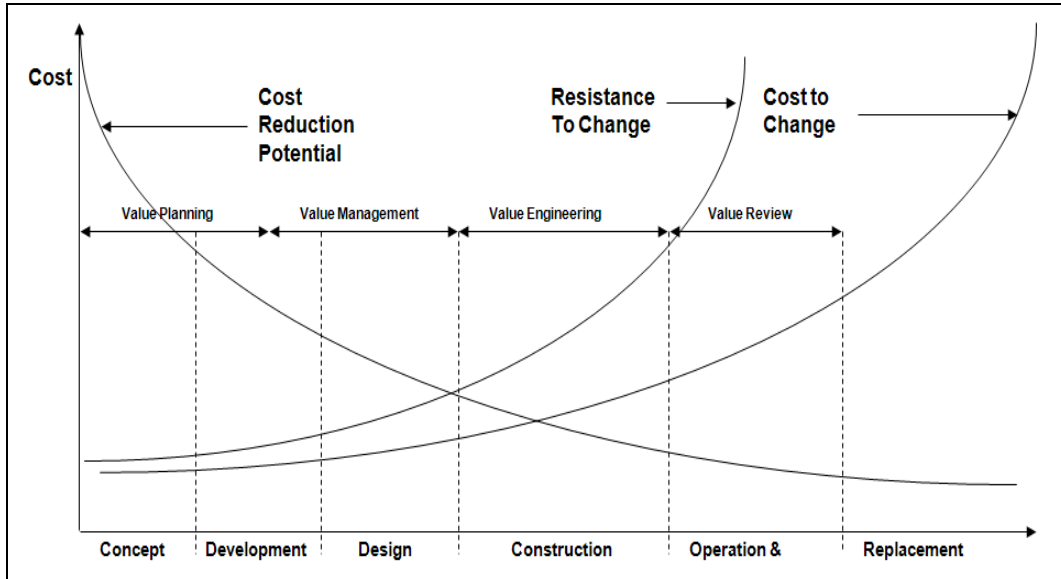 Cost
Cost
Reduction
Potential
Resistance
To Change
Cost to
Change
Value Planning
Value Management
Value Engineering
Value Review
Concept
Development
Design
Construction
Operation &
Replacement